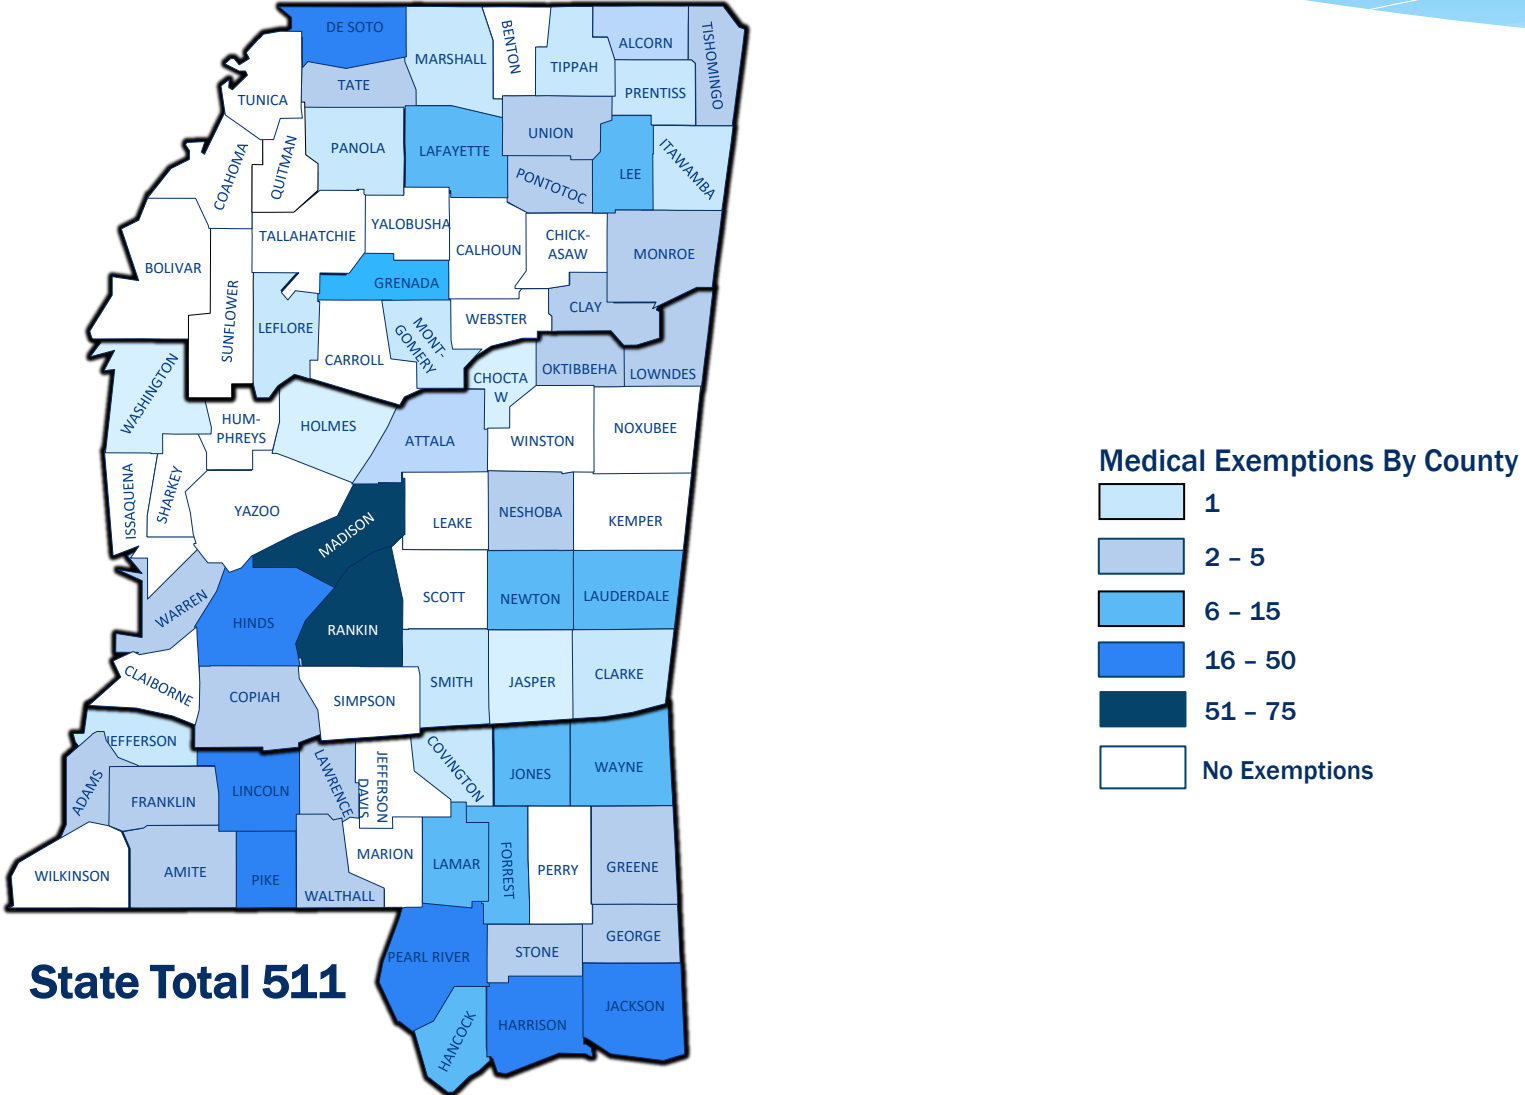 DE SOTO
BENTON
ALCORN
TISHOMINGO
MARSHALL
TIPPAH
TATE
PRENTISS
TUNICA
UNION
PANOLA
LAFAYETTE
ITAWAMBA
COAHOMA
QUITMAN
PONTOTOC
LEE
TALLAHATCHIE
YALOBUSHA
CALHOUN
CHICK-
ASAW
MONROE
BOLIVAR
GRENADA
SUNFLOWER
LEFLORE
CLAY
WEBSTER
MONT-
GOMERY
CARROLL
WASHINGTON
CHOCTA
W
OKTIBBEHA
LOWNDES
HUM-
PHREYS
HOLMES
ATTALA
WINSTON
NOXUBEE
ISSAQUENA
SHARKEY
YAZOO
MADISON
LEAKE
NESHOBA
KEMPER
WARREN
HINDS
RANKIN
SCOTT
NEWTON
LAUDERDALE
CLAIBORNE
COPIAH
SIMPSON
SMITH
JASPER
CLARKE
JEFFERSON
ADAMS
FRANKLIN
LINCOLN
LAWRENCE
JEFFERSON
DAVIS
COVINGTON
JONES
WAYNE
WILKINSON
AMITE
PIKE
WALTHALL
MARION
LAMAR
FORREST
PERRY
GREENE
PEARL RIVER
STONE
GEORGE
HANCOCK
HARRISON
JACKSON
State Total 511
Medical Exemptions By County
1
2 – 5
6 – 15
16 – 50
51 – 75
No Exemptions